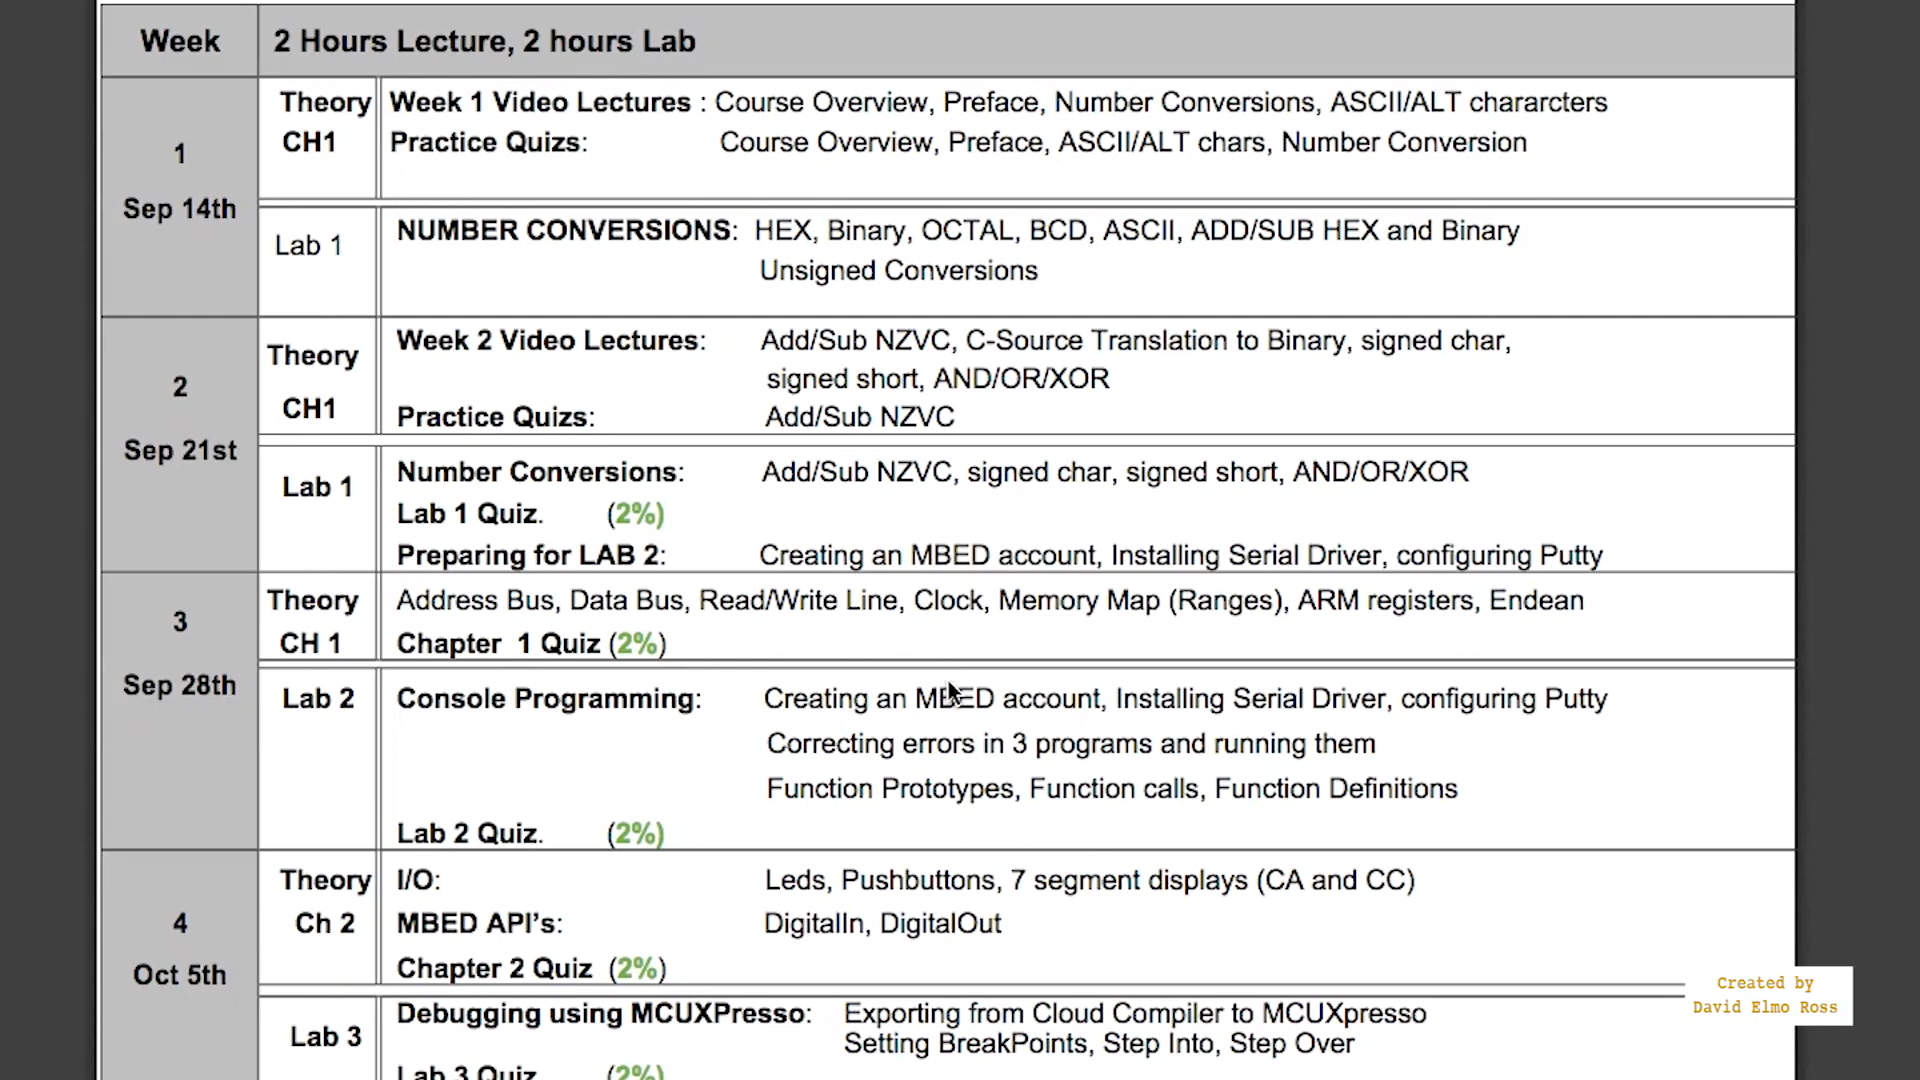 Week 2 Hours Lecture, 2 hours Lab
Theory Week 1 Video Lectures : Course Overview, Preface, Number Conversions, ASCII/ALT chararcters
CH1 Practice Quizs: Course Overview, Preface, ASCII/ALT chars, Number Conversion
1
Sep 14th
Lab 1 NUMBER CONVERSIONS: HEX, Binary, OCTAL, BCD, ASCII, ADD/SUB HEX and Binary
Unsigned Conversions
Theory Week 2 Video Lectures: Add/Sub NZVC, C-Source Translation to Binary, signed char,
signed short, AND/OR/XOR
CH1 Practice Quizs: Add/Sub NZVC
2
Sep 21st
Lab 1 Number Conversions: Add/Sub NZVC, signed char, signed short, AND/OR/XOR
Lab 1 Quiz. (2%)
Preparing for LAB 2: Creating an MBED account, Installing Serial Driver, configuring Putty
Theory Address Bus, Data Bus, Read/Write Line, Clock, Memory Map (Ranges), ARM registers, Endean
CH 1 Chapter 1 Quiz (2%)
3
Sep 28th
Lab 2 Console Programming: Creating an MBED account, Installing Serial Driver, configuring Putty
Correcting errors in 3 programs and running them
Function Prototypes, Function calls, Function Definitions
Lab 2 Quiz. (2%)
Theory I/O: Leds, Pushbuttons, 7 segment displays (CA and CC)
Ch 2 MBED API's: DigitalIn, DigitalOut
Chapter 2 Quiz (2%)
4
Oct 5th
Lab 3 Debugging using MCUXPresso: Exporting from Cloud Compiler to MCUXpresso
Setting BreakPoints, Step Into, Step Over
Lab 3 Quiz (2%)
Created by
David Elmo Ross